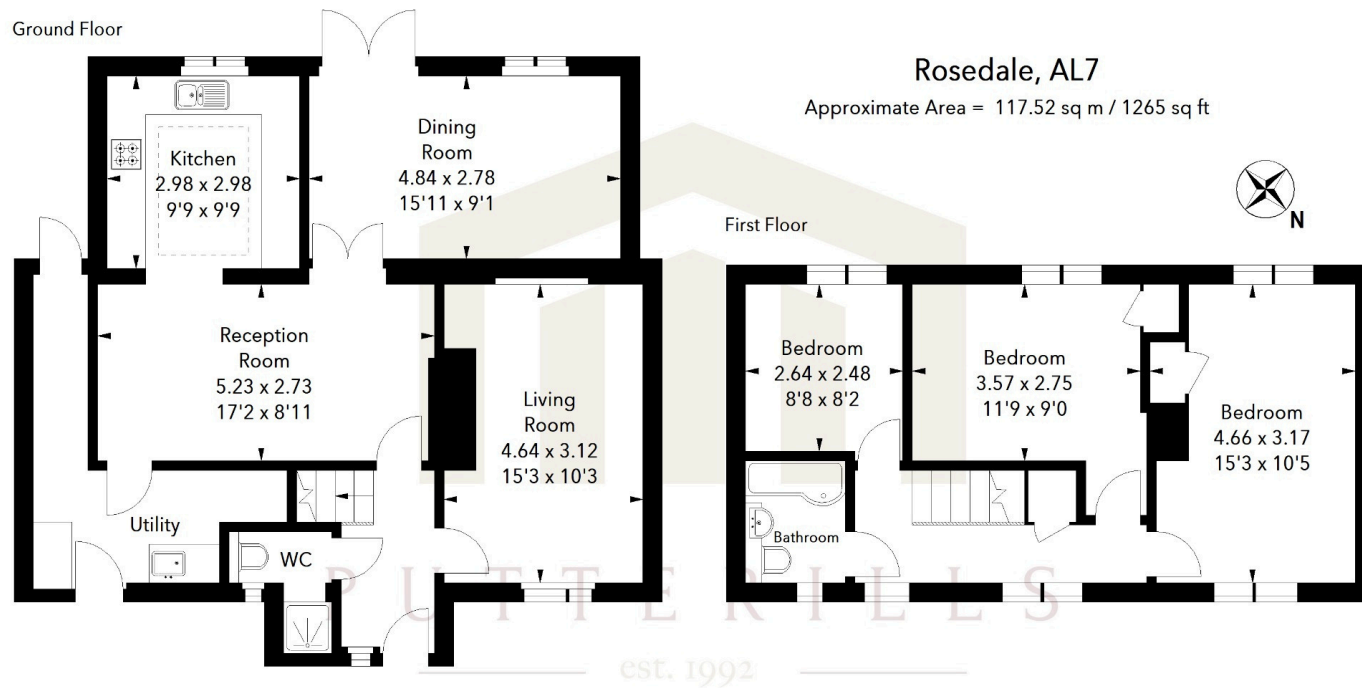 Ground Floor
Rosedale, AL7
Approximate Area = 117.52 sq m / 1265 sq ft
Kitchen
2.98 x 2.98
9'9 x 9'9
Dining
Room
4.84 x 2.78
15'11 x 9'1
N
First Floor
Reception
Room
5.23 x 2.73
17'2 x 8'11
Living
Room
4.64 x 3.12
15'3 x 10'3
Bedroom
2.64 x 2.48
8'8 x 8'2
Bedroom
3.57 x 2.75
11'9 x 9'0
Bedroom
4.66 x 3.17
15'3 x 10'5
Utility
WC
Bathroom
PUTTERILLS
est. 1992